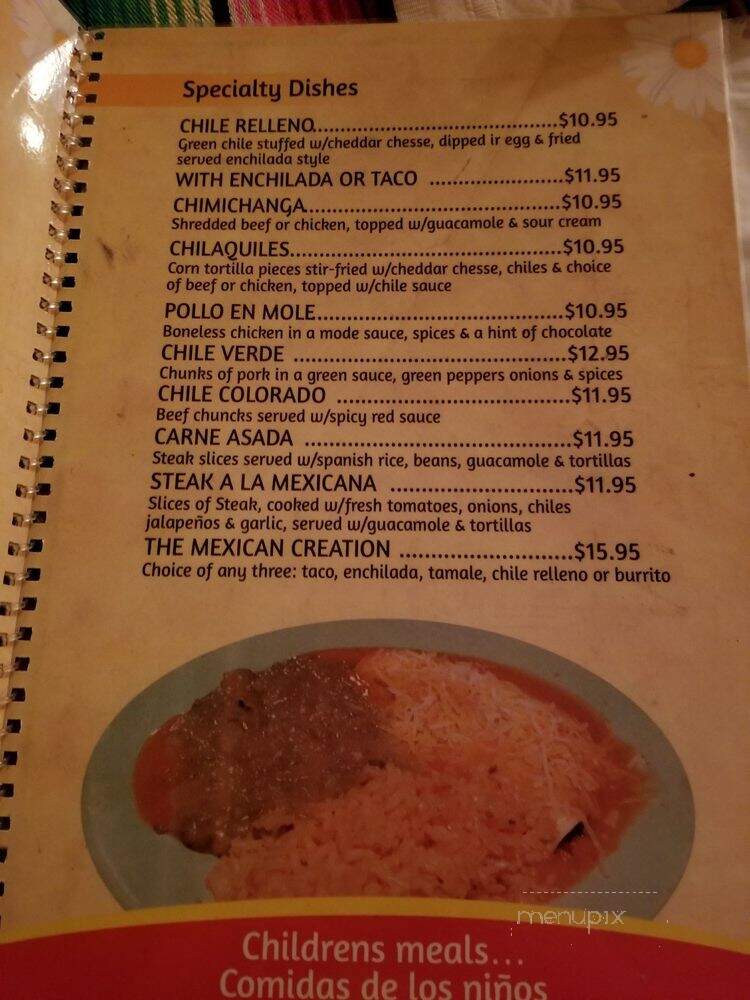 Specialty Dishes
CHILE RELLENO..............................$10.95
Green chile stuffed w/cheddar chesse, dipped ir egg & fried
served enchilada style
WITH ENCHILADA OR TACO ................$11.95
CHIMICHANGA..............................$10.95
Shredded beef or chicken, topped w/guacamole & sour cream
CHILAQUILES..............................$10.95
Corn tortilla pieces stir-fried w/cheddar chesse, chiles & choice
of beef or chicken, topped w/chile sauce
POLLO EN MOLE..............................$10.95
Boneless chicken in a mode sauce, spices & a hint of chocolate
CHILE VERDE ..............................$12.95
Chunks of pork in a green sauce, green peppers onions & spices
CHILE COLORADO ..........................$11.95
Beef chuncks served w/spicy red sauce
CARNE ASADA ..............................$11.95
Steak slices served w/spanish rice, beans, guacamole & tortillas
STEAK A LA MEXICANA ......................$11.95
Slices of Steak, cooked w/fresh tomatoes, onions, chiles
jalapeños & garlic, served w/guacamole & tortillas
THE MEXICAN CREATION ......................$15.95
Choice of any three: taco, enchilada, tamale, chile relleno or burrito
menupix
Childrens meals...
Comidas de los niños